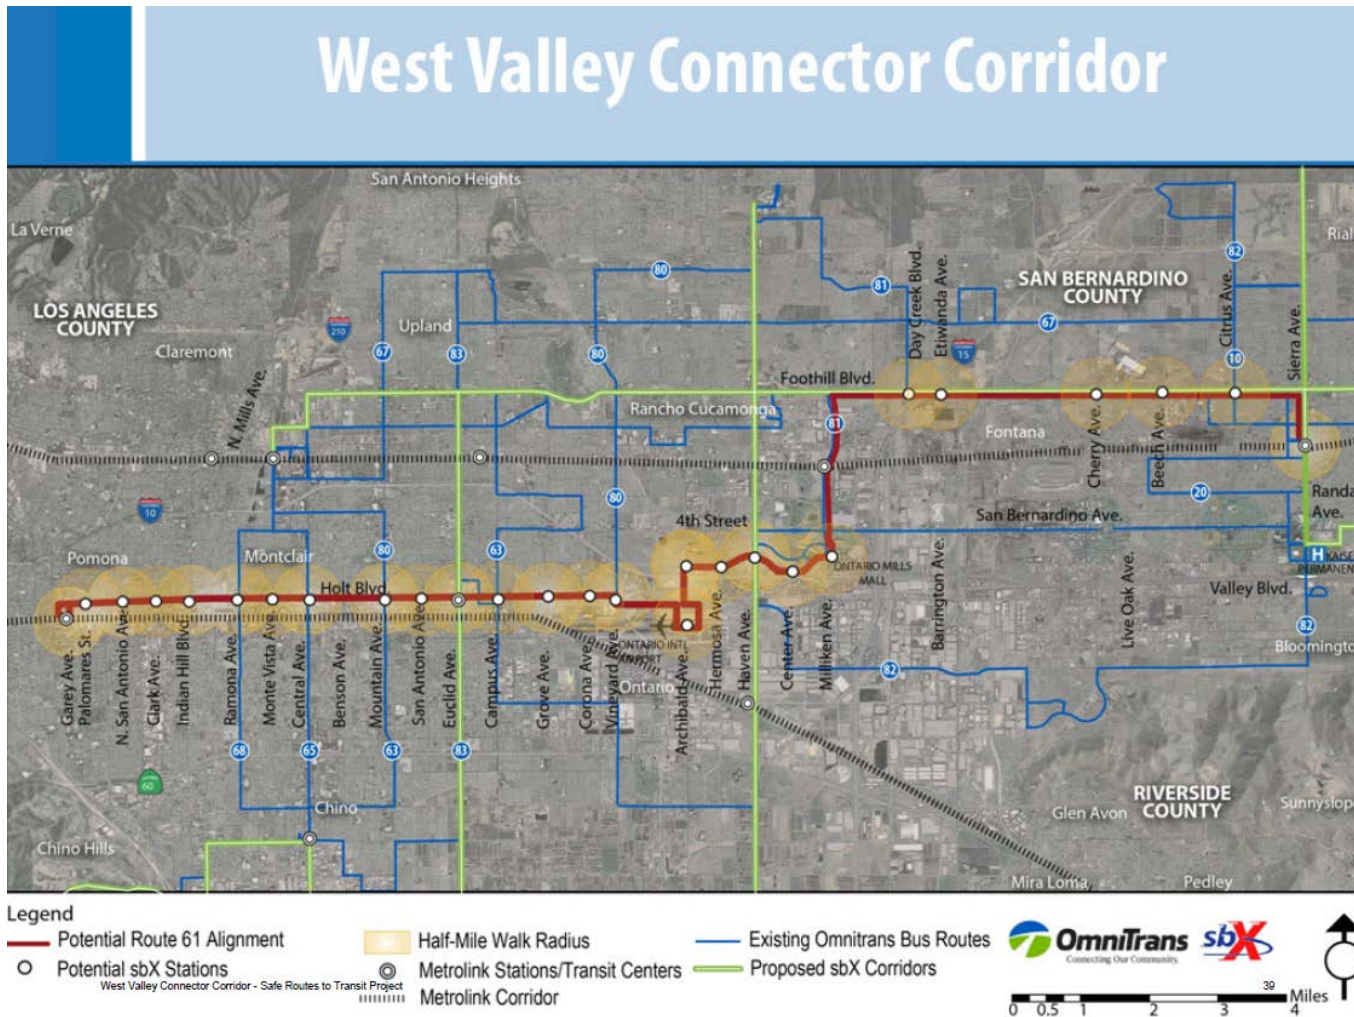 West Valley Connector Corridor
San Antonio Heights
La Verne
Rial
82
80
81
SAN BERNARDINO
COUNTY
LOS ANGELES
COUNTY
Day Creek Blvd.
Etiwanda Ave.
Citrus Ave.
Sierra Ave.
210
Upland
67
Claremont
67
83
80
15
10
Foothill Blvd.
N. Mills Ave.
Rancho Cucamonga
81
Fontana
Cherry Ave.
Beech Ave.
80
20
10
4th Street
San Bernardino Ave.
Randa
Ave.
Pomona
Montclair
80
63
ONTARIO MILLS
MALL
H KAISE
PERMANENT
Holt Blvd.
Valley Blvd.
Barrington Ave.
Live Oak Ave.
82
ONTARIO INTL
Bloomingto
Ontario
82
Garey Ave.
Palomares St.
N. San Antonio Ave.
Clark Ave.
Indian Hill Blvd.
Ramona Ave.
Monte Vista Ave.
Central Ave.
Benson Ave.
Mountain Ave.
San Antonio Ave.
Euclid Ave.
Campus Ave.
Grove Ave.
Corona Ave.
Vineyard Ave.
Archibald Ave.
Hermosa Ave.
Haven Ave.
Center Ave.
Milliken Ave.
68
65
63
83
60
RIVERSIDE
COUNTY
Chino
Glen Avon
Sunnyslop
Chino Hills
Mira Loma
Pedley
Legend
Potential Route 61 Alignment
Half-Mile Walk Radius
Existing Omnitrans Bus Routes
Potential sbX Stations
Metrolink Stations/Transit Centers
Proposed sbX Corridors
Metrolink Corridor
West Valley Connector Corridor - Safe Routes to Transit Project
OmniTrans
Connecting Our Community.
sbX
39
Miles
0 0.5 1 2 3 4